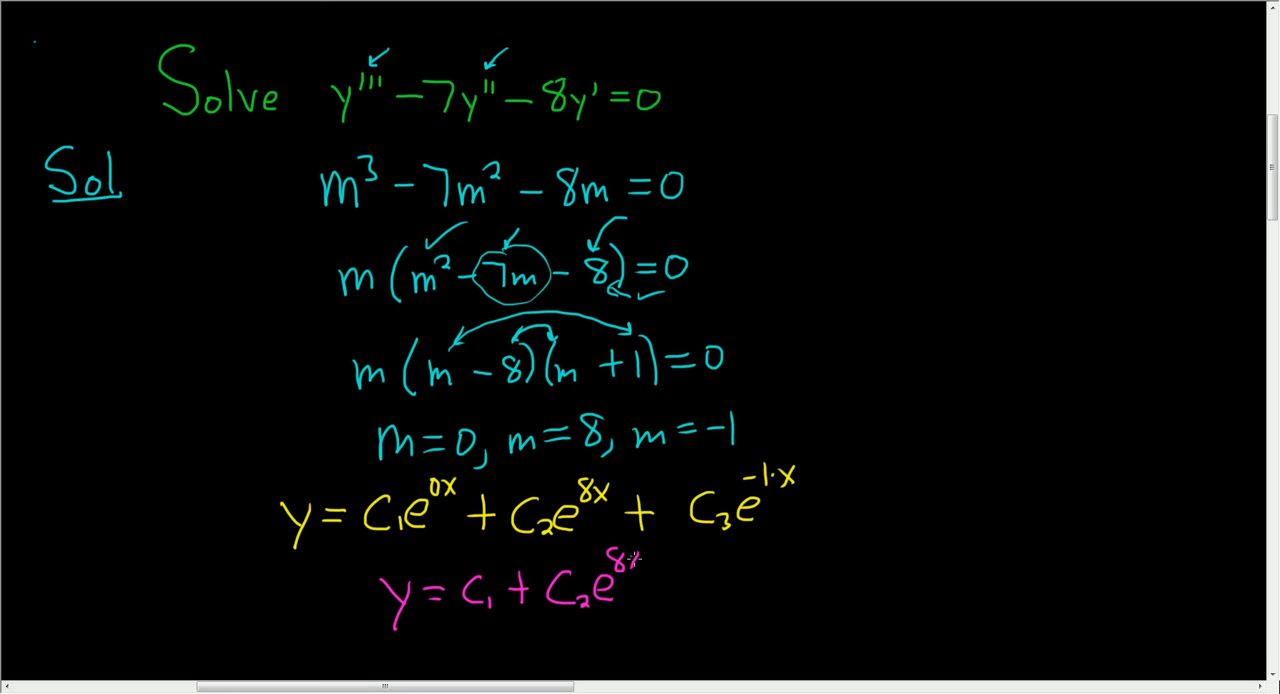 Solve y''' - 7y'' - 8y' = 0
Sol.
m³ - 7m² - 8m = 0
m(m² - 7m - 8) = 0
m(m - 8)(m + 1) = 0
m = 0, m = 8, m = -1
y = C₁e^(0x) + C₂e^(8x) + C₃e^(-1·x)
y = C₁ + C₂e^(8x)